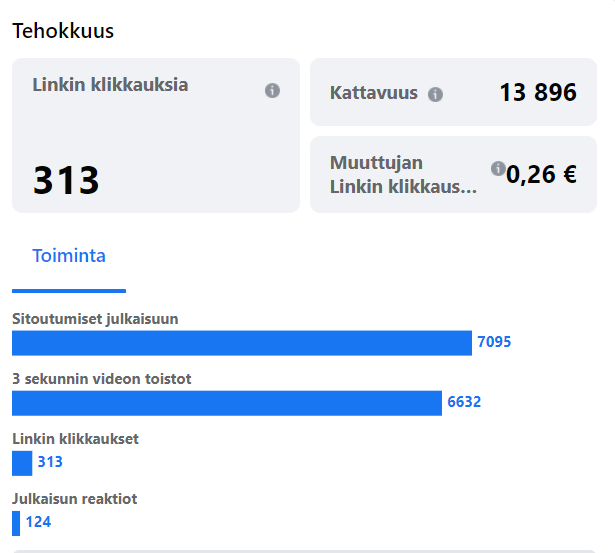 Tehokkuus
Linkin klikkauksia
313
Kattavuus
13 896
Muuttujan
Linkin klikkaus...
0,26 €
Toiminta
Sitoutumiset julkaisuun
7095
3 sekunnin videon toistot
6632
Linkin klikkaukset
313
Julkaisun reaktiot
124